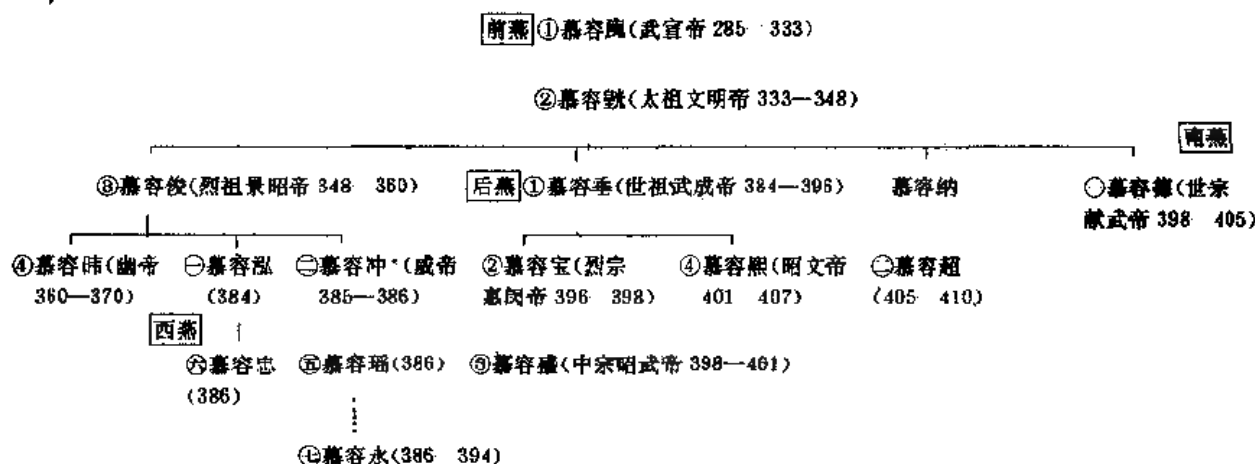 前燕 ①慕容廆(武宣帝 285 333)
②慕容皝(太祖文明帝 333—348)
南燕
③慕容俊(烈祖景昭帝 348 360) 后燕 ①慕容垂(世祖武成帝 384—396) 慕容纳 ○慕容德(世宗
献武帝 398 405)
④慕容㬂(幽帝 ㊀慕容泓 ㊂慕容冲*(威帝 ②慕容宝(烈宗 ④慕容熙(昭文帝 ㊁慕容超
360—370) (384) 385—386) 惠闵帝 396 398) 401 407) (405 410)
西燕
㊅慕容忠 ㊄慕容瑶(386) ③慕容盛(中宗昭武帝 398—401)
(386)
㊆慕容永(386 394)